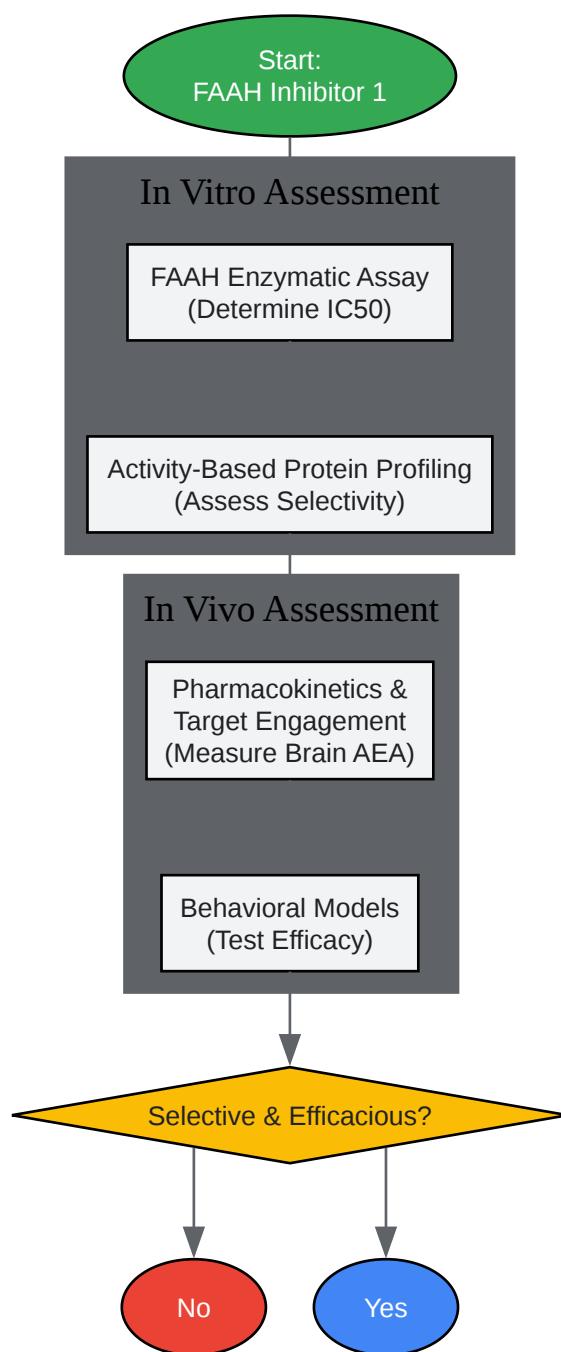 Start:
FAAH Inhibitor 1
In Vitro Assessment
FAAH Enzymatic Assay
(Determine IC50)
Activity-Based Protein Profiling
(Assess Selectivity)
In Vivo Assessment
Pharmacokinetics &
Target Engagement
(Measure Brain AEA)
Behavioral Models
(Test Efficacy)
Selective & Efficacious?
No
Yes